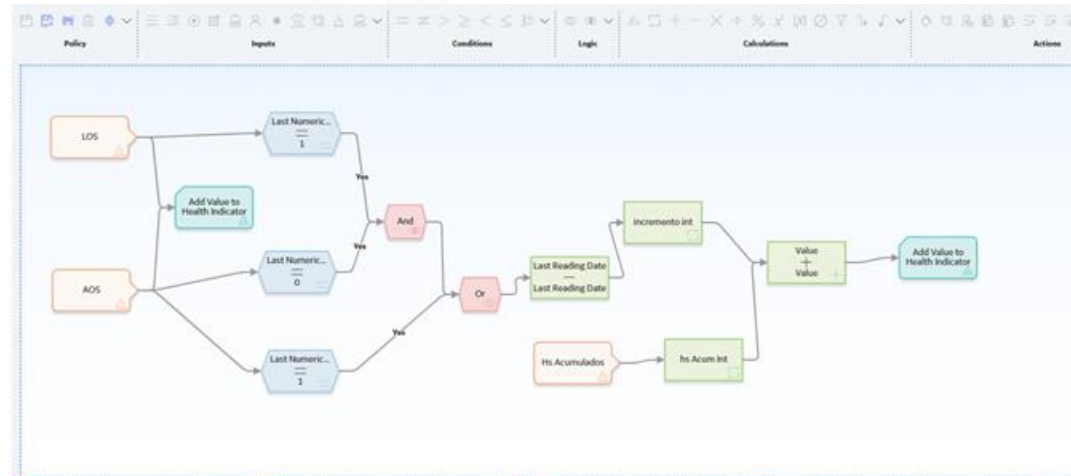 Policy
Inputs
Conditions
Logic
Calculations
Actions
LOS
Last Numeric...
=
1
Yes
Add Value to
Health Indicator
And
incremento int
Yes
Last Numeric...
=
0
Value
+
Value
Add Value to
Health Indicator
AOS
Last Reading Date
—
Last Reading Date
Or
Yes
Last Numeric...
=
1
Hs Acumulados
hs Acum Int